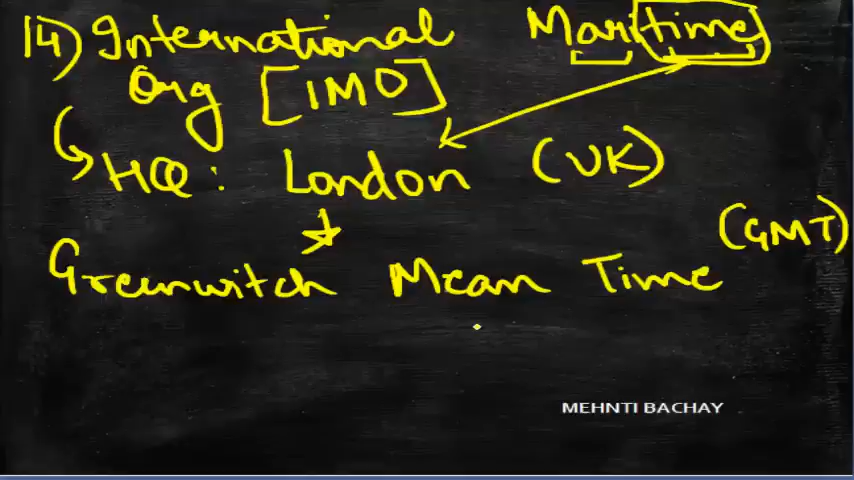 14) International Maritime
Org [IMO]
HQ: London (UK)
(GMT)
Greenwitch Mean Time
MEHNTI BACHAY